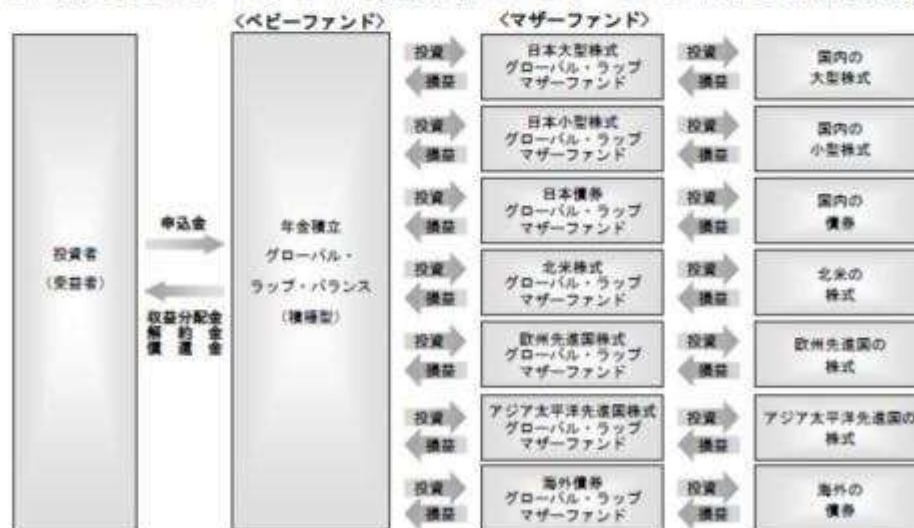 〈ベビーファンド〉
〈マザーファンド〉
投資者
(受益者)
申込金
収益分配金
解約金
償還金
年金積立
グローバル・
ラップ・バランス
(積極型)
投資
損益
日本大型株式
グローバル・ラップ
マザーファンド
投資
損益
国内の
大型株式
投資
損益
日本小型株式
グローバル・ラップ
マザーファンド
投資
損益
国内の
小型株式
投資
損益
日本債券
グローバル・ラップ
マザーファンド
投資
損益
国内の
債券
投資
損益
北米株式
グローバル・ラップ
マザーファンド
投資
損益
北米の
株式
投資
損益
欧州先進国株式
グローバル・ラップ
マザーファンド
投資
損益
欧州先進国の
株式
投資
損益
アジア太平洋先進国株式
グローバル・ラップ
マザーファンド
投資
損益
アジア太平洋先進国の
株式
投資
損益
海外債券
グローバル・ラップ
マザーファンド
投資
損益
海外の
債券